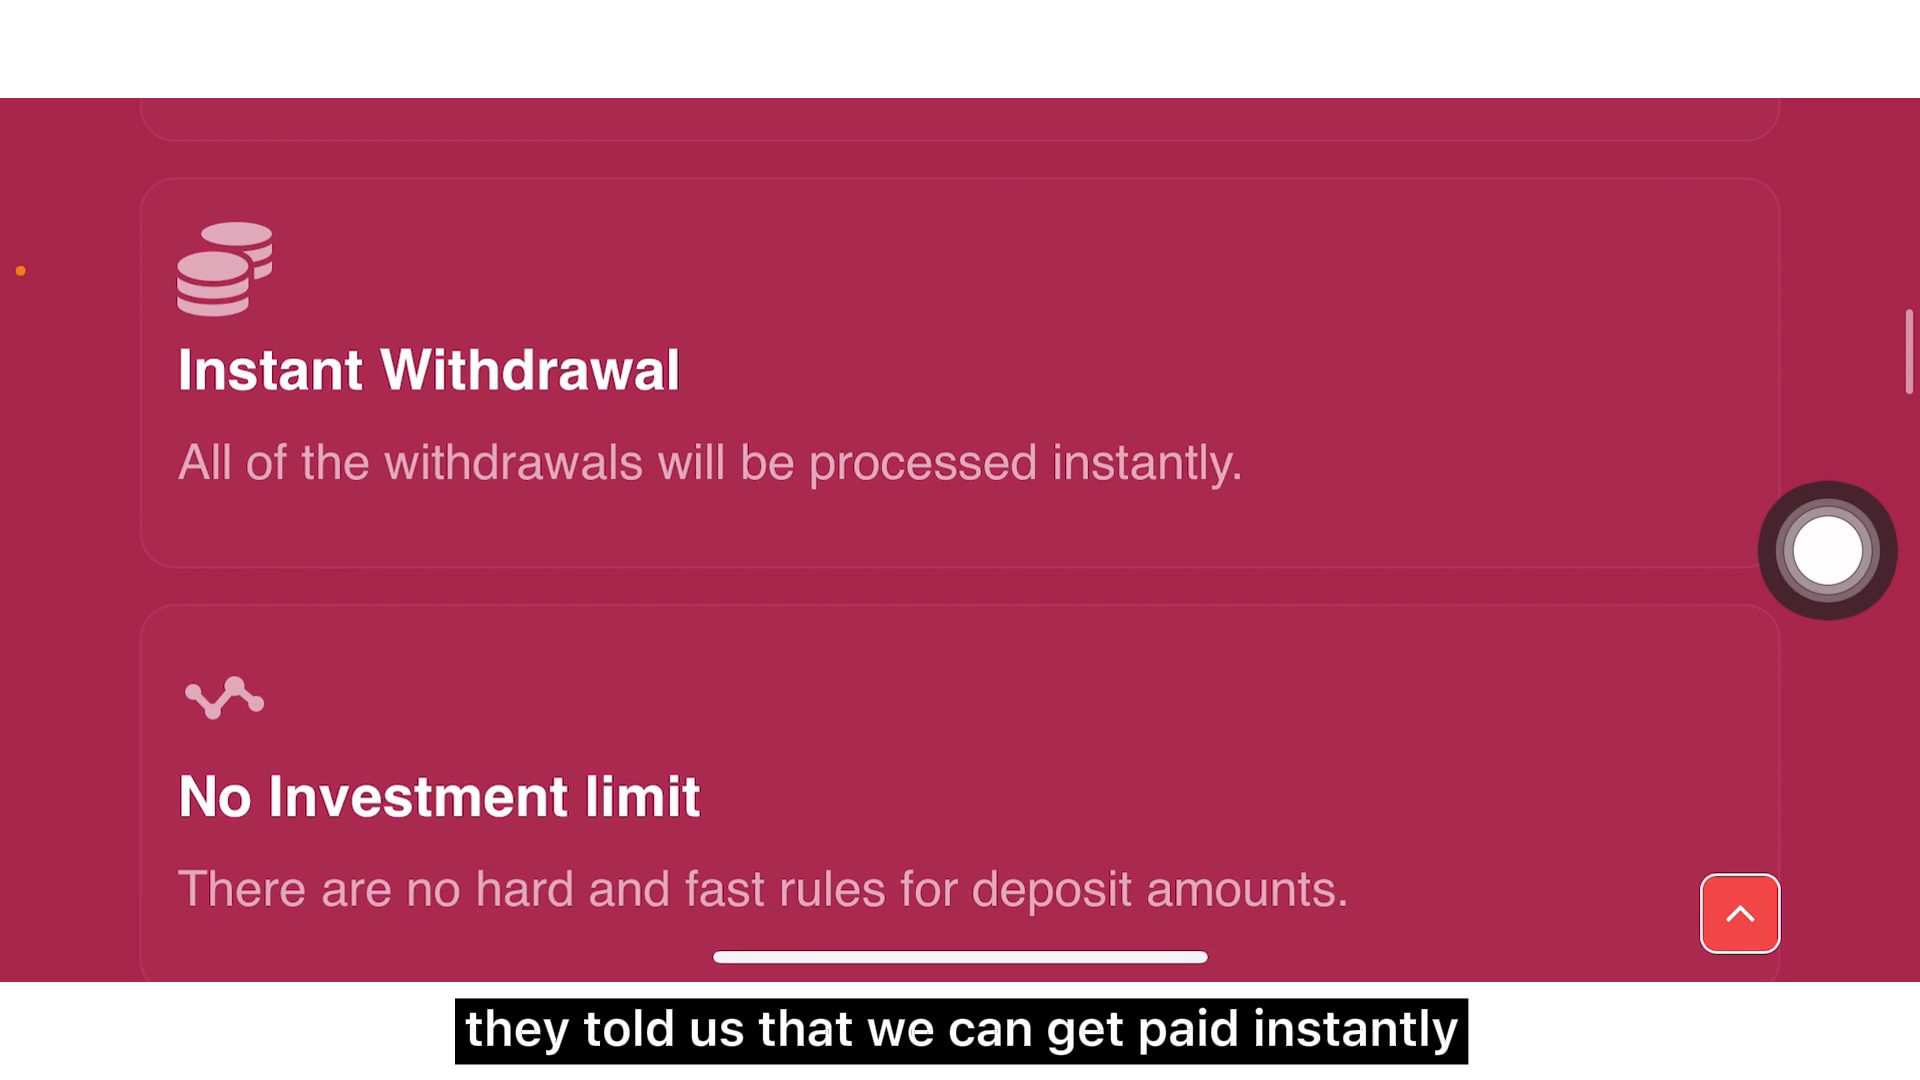 Instant Withdrawal
All of the withdrawals will be processed instantly.
No Investment limit
There are no hard and fast rules for deposit amounts.
they told us that we can get paid instantly